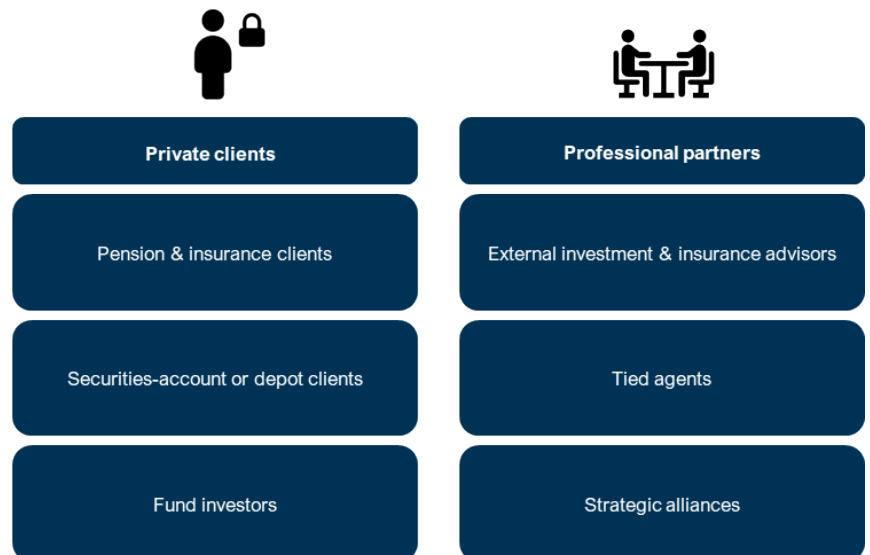 Private clients
Pension & insurance clients
Securities-account or depot clients
Fund investors
Professional partners
External investment & insurance advisors
Tied agents
Strategic alliances